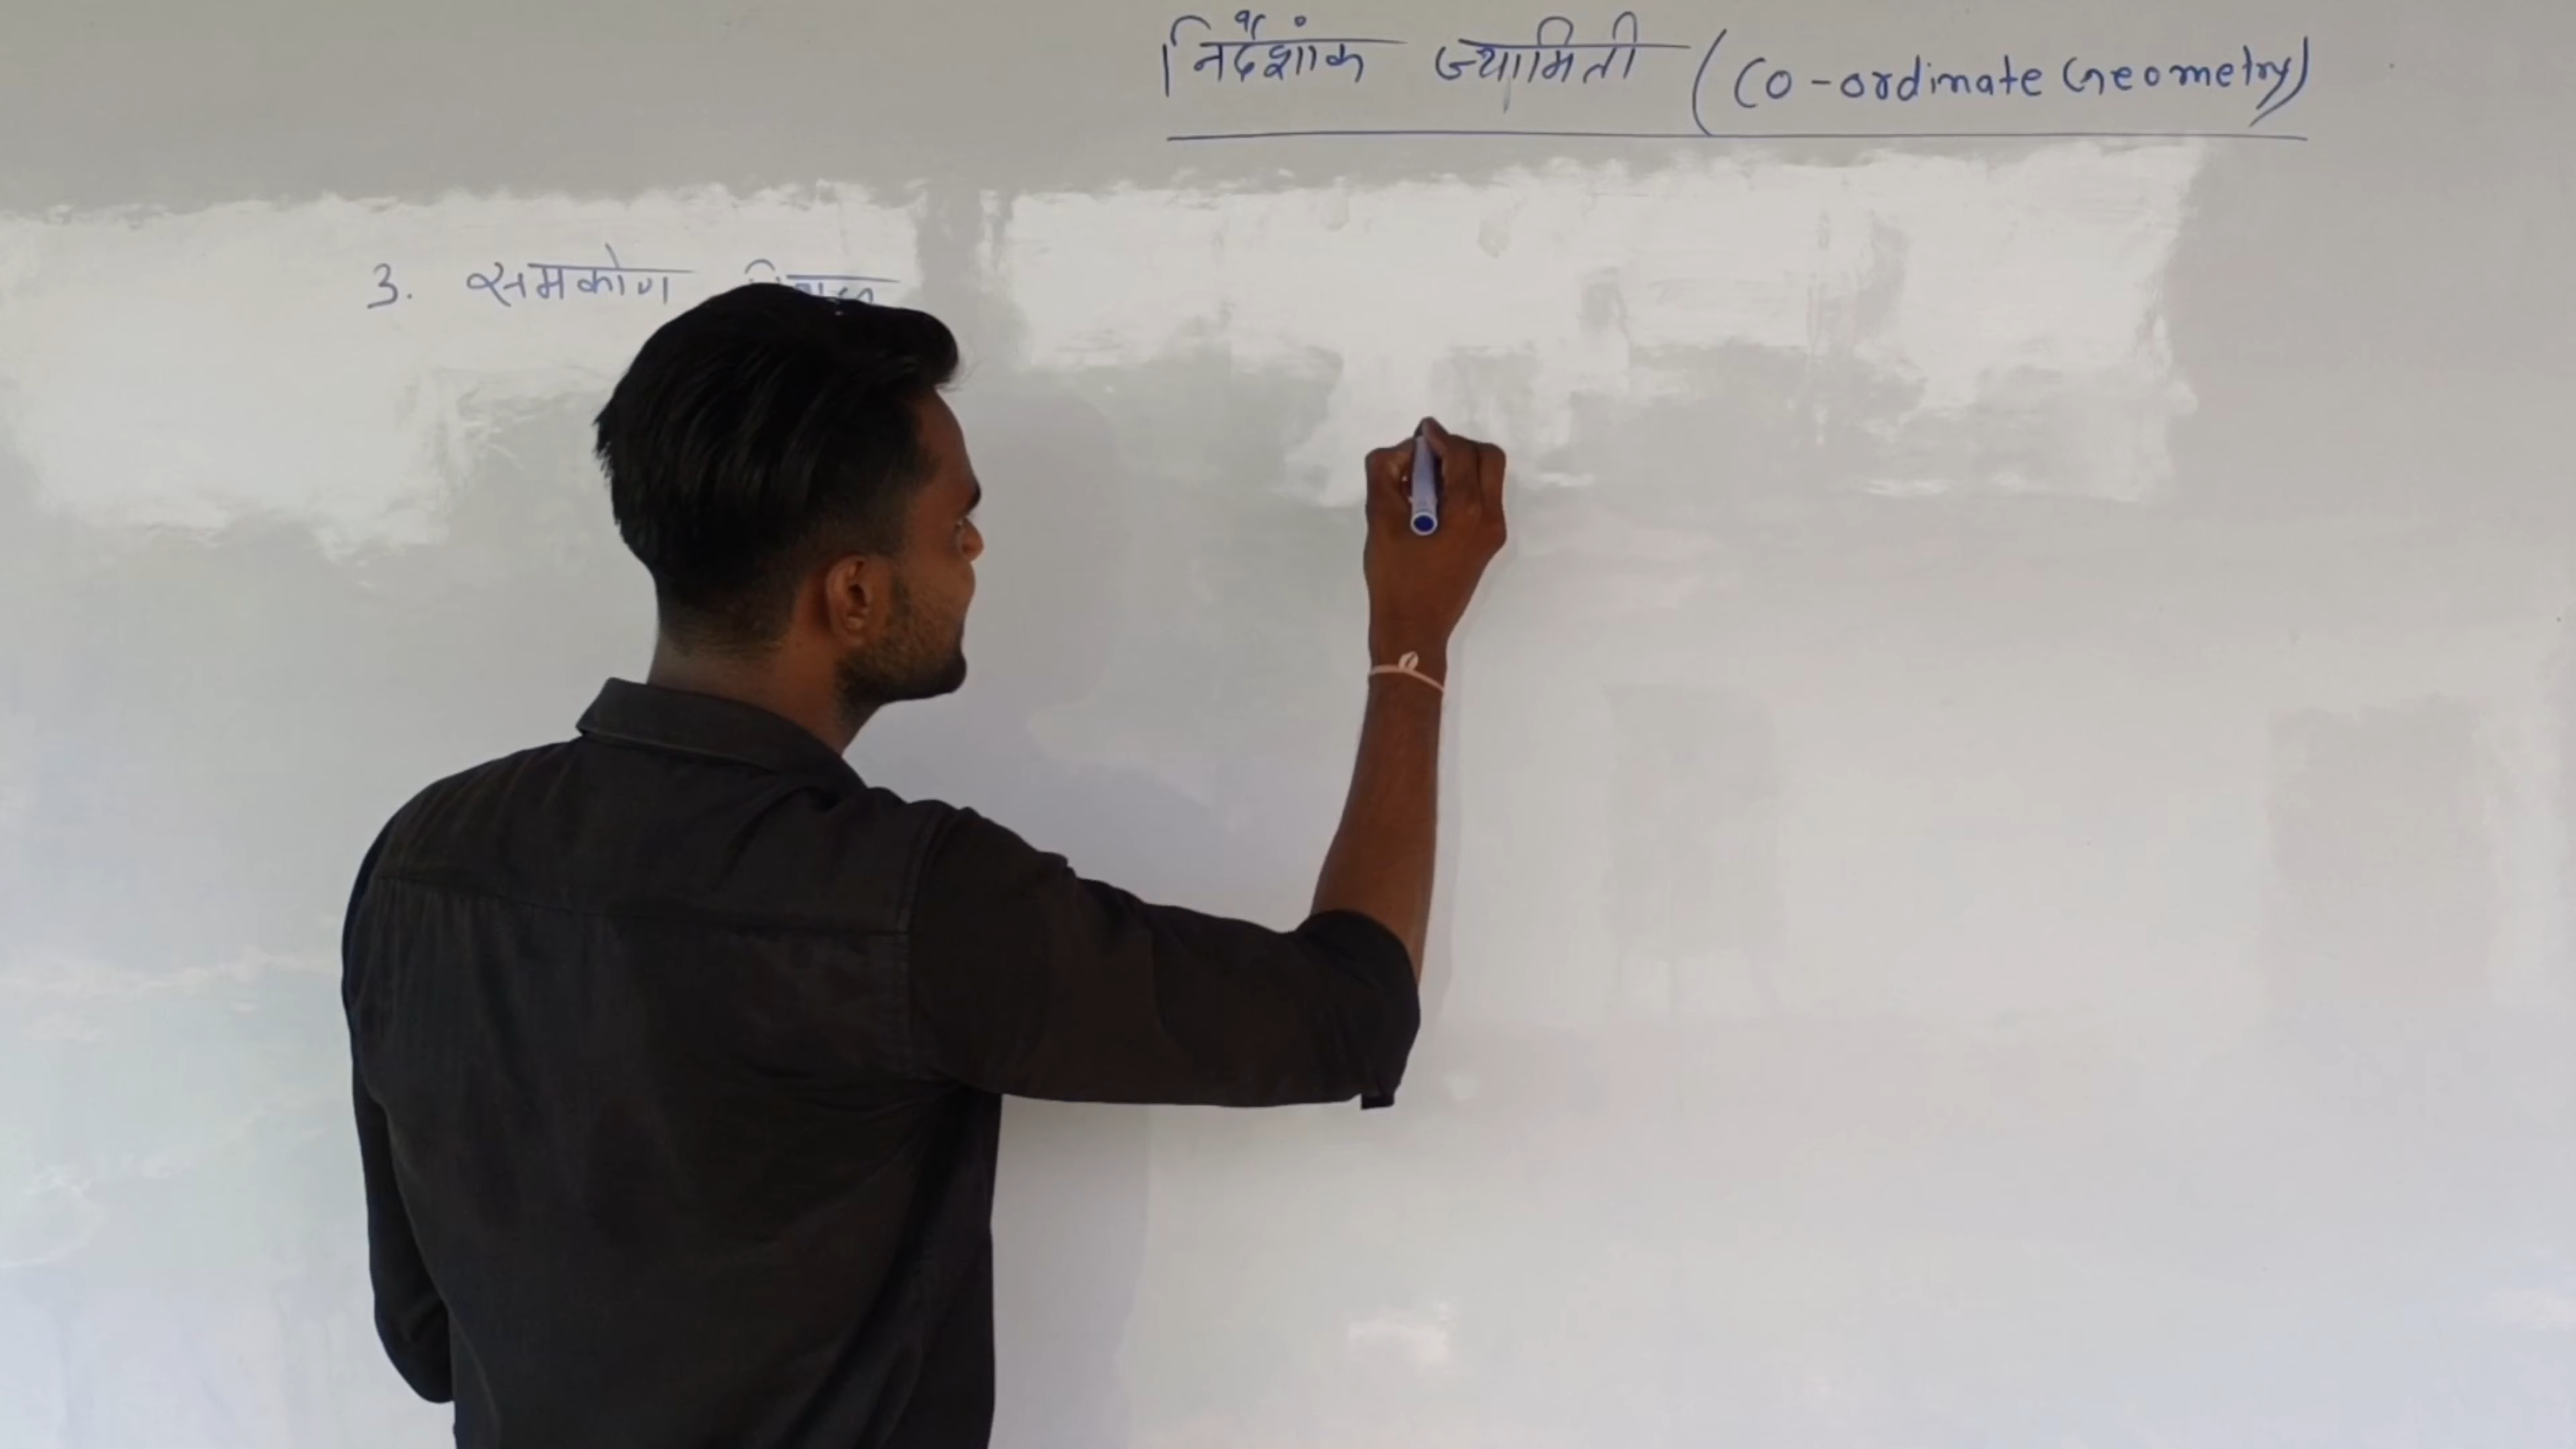 निर्देशांक ज्यामिती (Co-ordinate Geometry)
3. समकोण